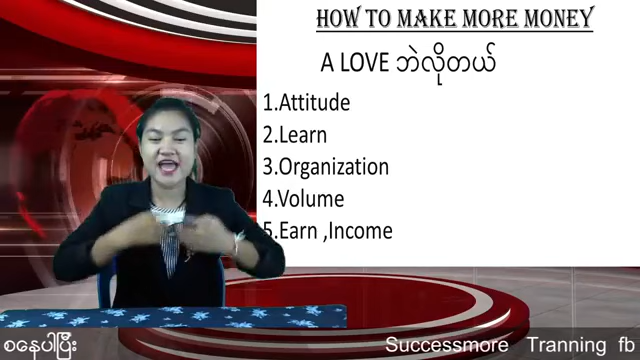 HOW TO MAKE MORE MONEY
A LOVE ဘဲလိုတယ်
1.Attitude
2.Learn
3.Organization
4.Volume
5.Earn ,Income
စနေပါပြီး
Successmore Tranning fb